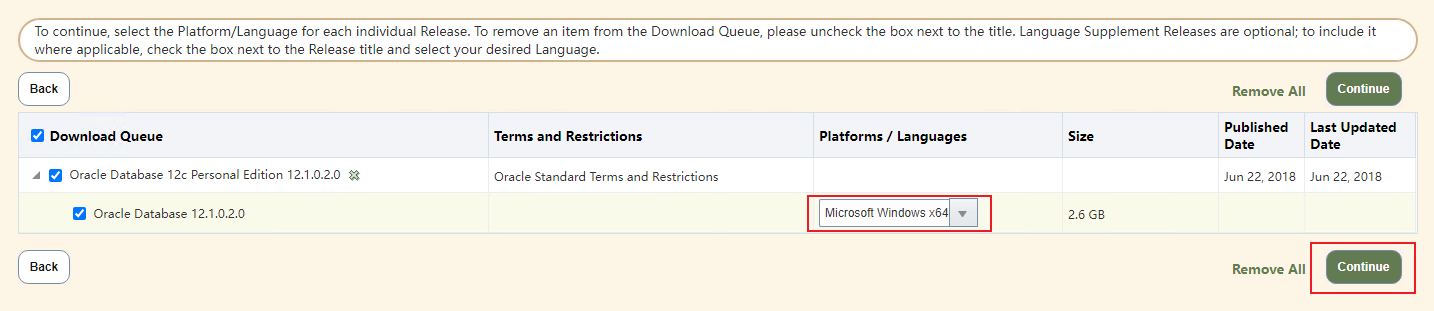 To continue, select the Platform/Language for each individual Release. To remove an item from the Download Queue, please uncheck the box next to the title. Language Supplement Releases are optional; to include it
where applicable, check the box next to the Release title and select your desired Language.
Back
Remove All
Continue
Download Queue
Terms and Restrictions
Platforms / Languages
Size
Published
Date
Last Updated
Date
Oracle Database 12c Personal Edition 12.1.0.2.0
Oracle Standard Terms and Restrictions
Jun 22, 2018
Jun 22, 2018
Oracle Database 12.1.0.2.0
Microsoft Windows x64
2.6 GB
Back
Remove All
Continue